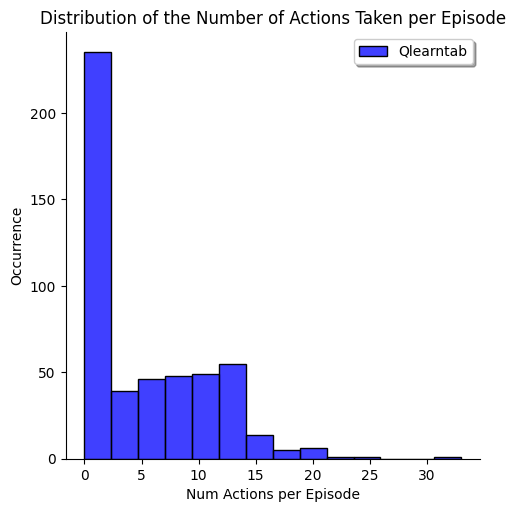 Distribution of the Number of Actions Taken per Episode
Qlearntab
200
150
100
50
0
Occurrence
0 5 10 15 20 25 30
Num Actions per Episode